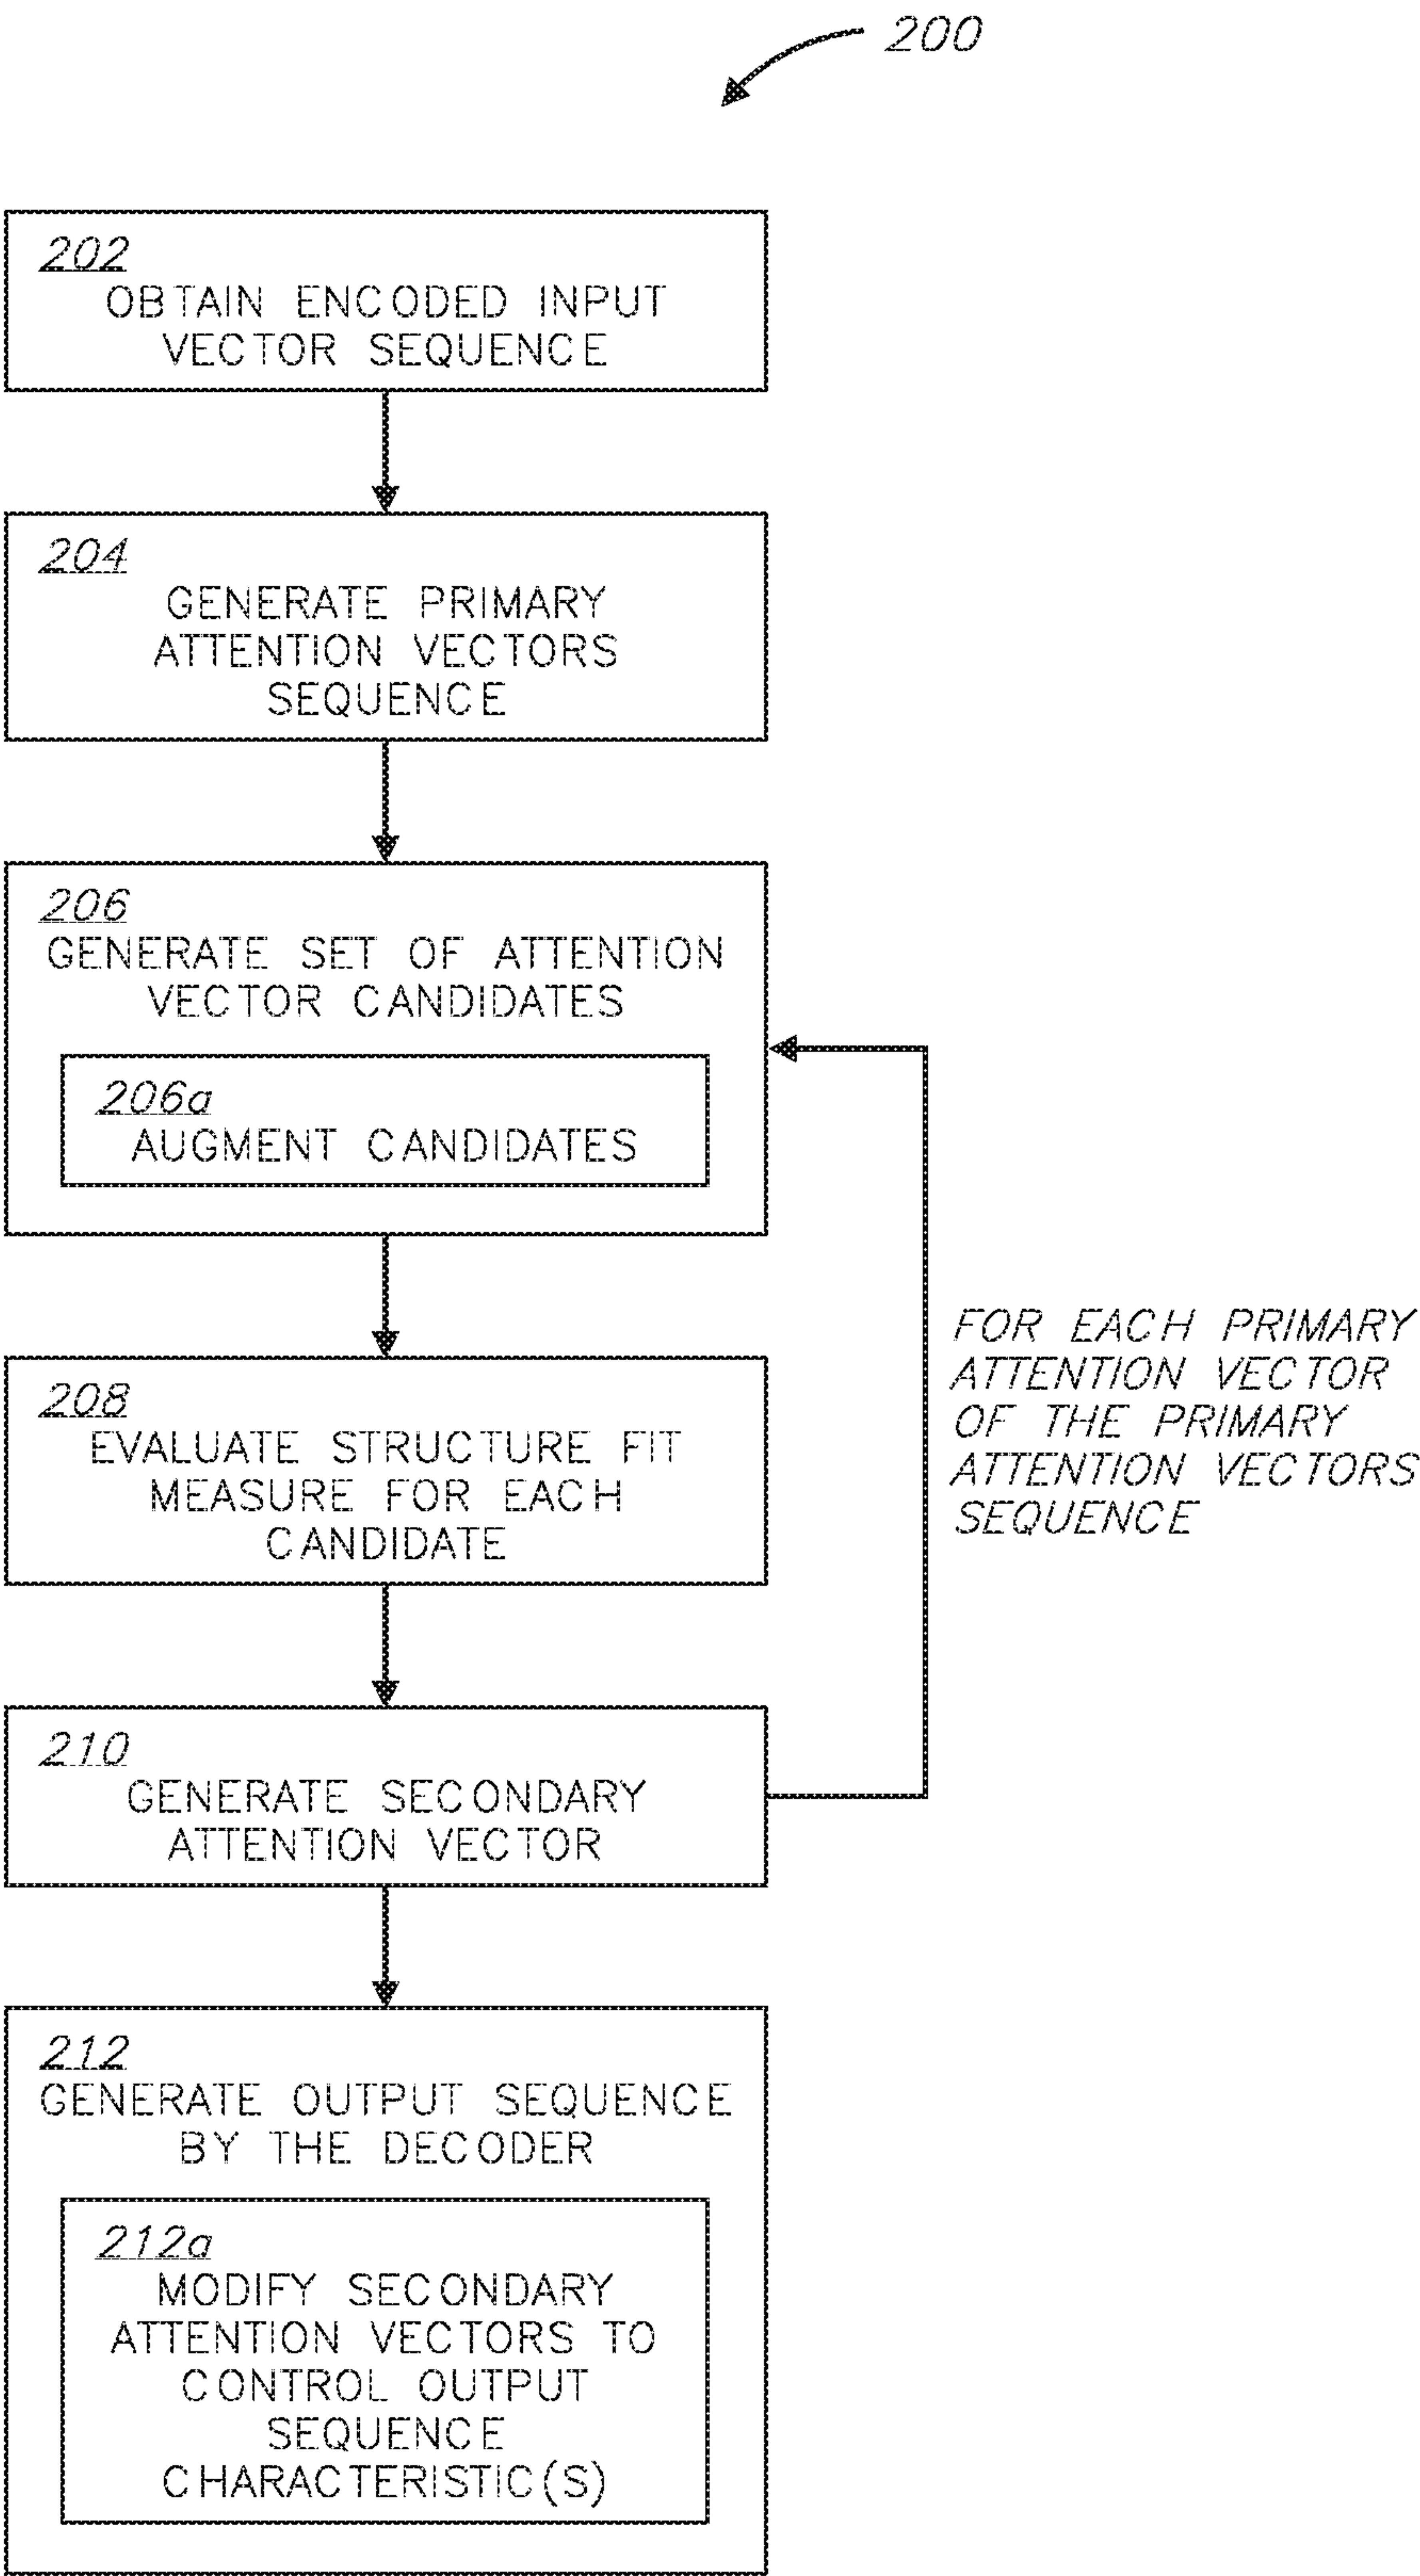 200
202
OBTAIN ENCODED INPUT
VECTOR SEQUENCE
204
GENERATE PRIMARY
ATTENTION VECTORS
SEQUENCE
206
GENERATE SET OF ATTENTION
VECTOR CANDIDATES
206a
AUGMENT CANDIDATES
208
EVALUATE STRUCTURE FIT
MEASURE FOR EACH
CANDIDATE
FOR EACH PRIMARY
ATTENTION VECTOR
OF THE PRIMARY
ATTENTION VECTORS
SEQUENCE
210
GENERATE SECONDARY
ATTENTION VECTOR
212
GENERATE OUTPUT SEQUENCE
BY THE DECODER
212a
MODIFY SECONDARY
ATTENTION VECTORS TO
CONTROL OUTPUT
SEQUENCE
CHARACTERISTIC(S)